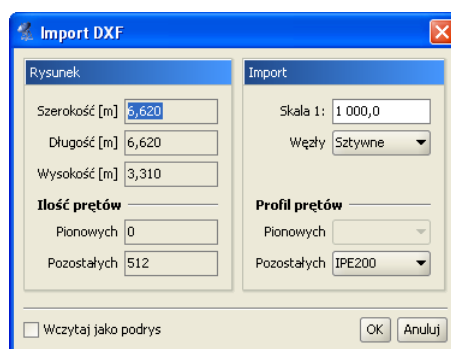 Import DXF
Rysunek
Szerokość [m] 6,620
Długość [m] 6,620
Wysokość [m] 3,310
Ilość prętów
Pionowych 0
Pozostałych 512
Import
Skala 1: 1 000,0
Węzły Sztywne
Profil prętów
Pionowych
Pozostałych IPE200
Wczytaj jako podrys
OK Anuluj